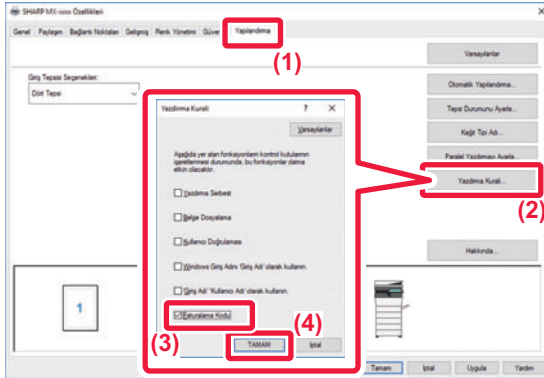 SHARP MX-xxxx Özellikleri
Genel Paylaşım Bağlantı Noktaları Gelişmiş Renk Yönetimi Güver Yapılandırma
(1)
Varsayılanlar
Giriş Tepsisi Seçenekleri:
Dört Tepsi
Otomatik Yapılandırma...
Tepsi Durumunu Ayarla...
Kağıt Tipi Adı...
Paralel Yazdırmayı Ayarla...
Yazdırma Kuralı...
(2)
Hakkında...
Yazdırma Kuralı ? ×
Varsayılanlar
Aşağıda yer alan fonksiyonların kontrol kutularının
işaretlenmesi durumunda, bu fonksiyonlar daima
etkin olacaktır.
Yazdırma Serbest
Belge Dosyalama
Kullanıcı Doğrulaması
Windows Giriş Adını 'Giriş Adı' olarak kullanın.
'Giriş Adı' 'Kullanıcı Adı' olarak kullanın.
Faturalama Kodu
(3)
(4)
TAMAM İptal
1
Tamam İptal Uygula Yardım